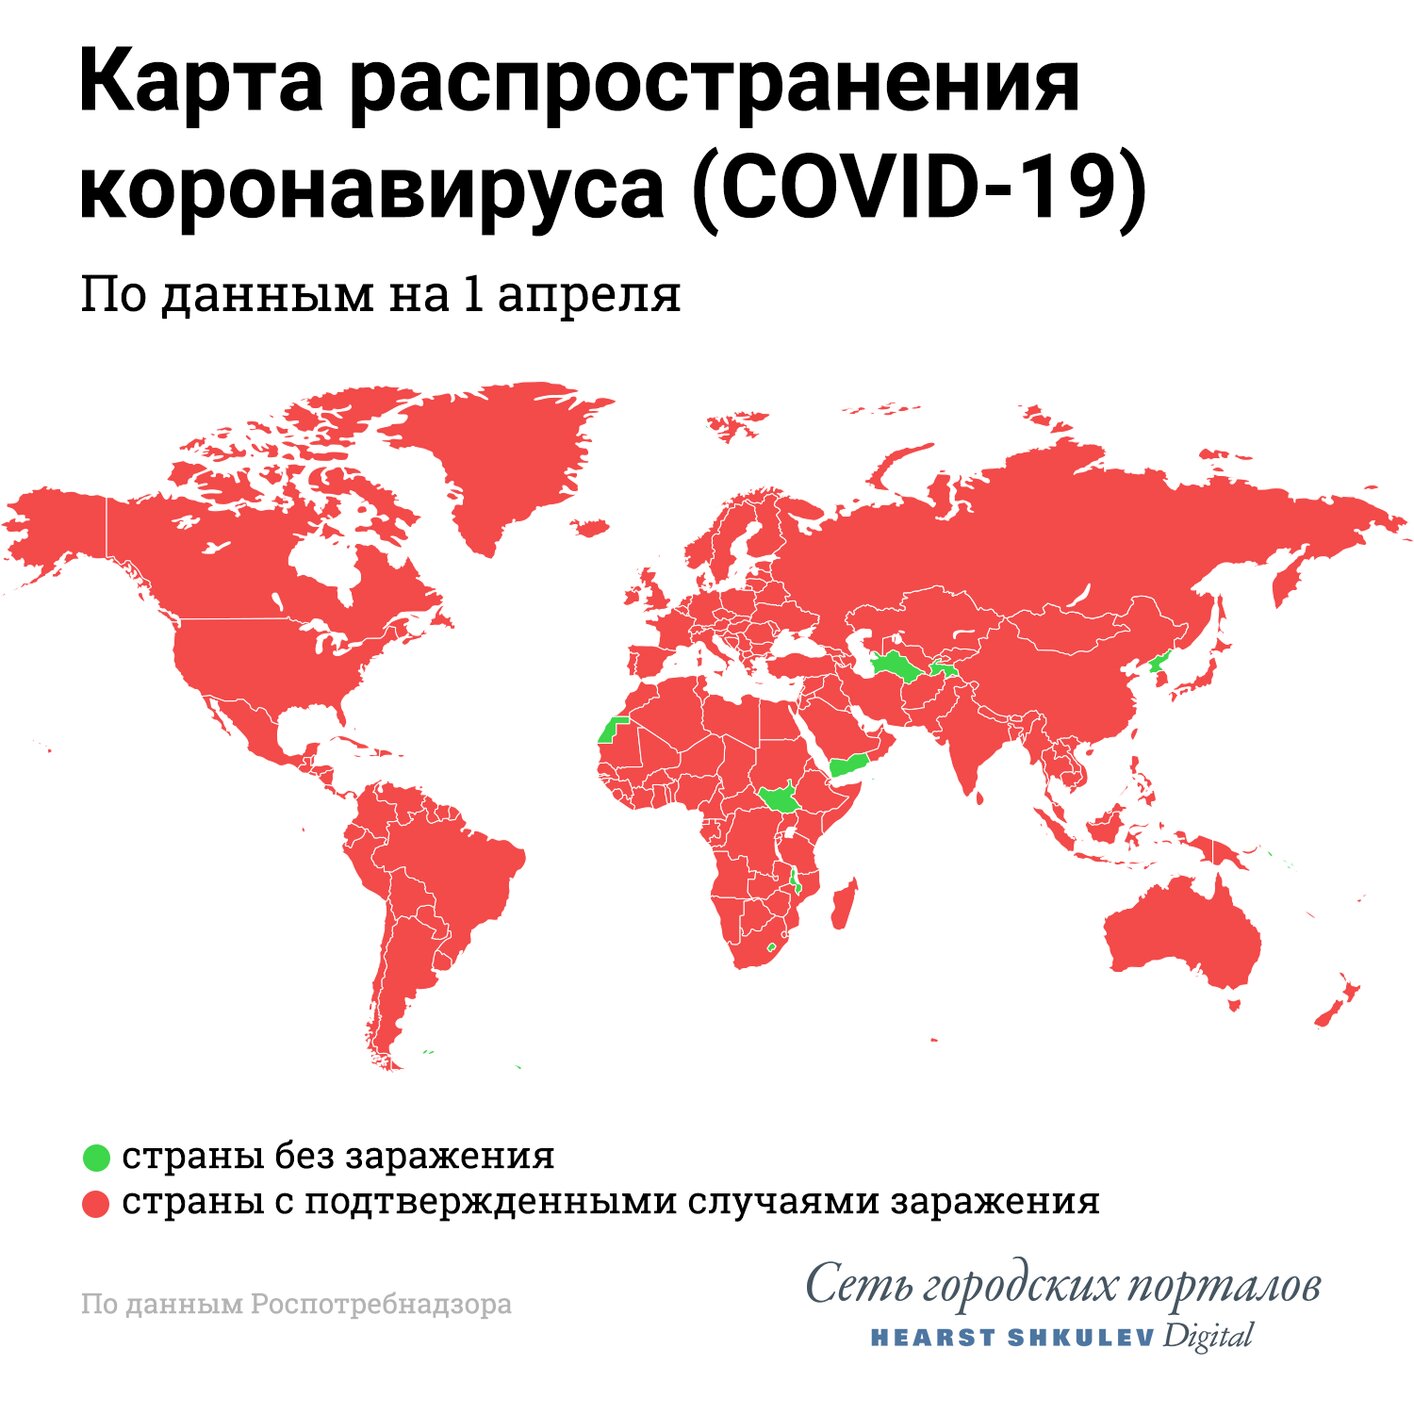 Карта распространения
коронавируса (COVID-19)
По данным на 1 апреля
страны без заражения
страны с подтвержденными случаями заражения
По данным Роспотребнадзора
Сеть городских порталов
HEARST SHKULEV Digital